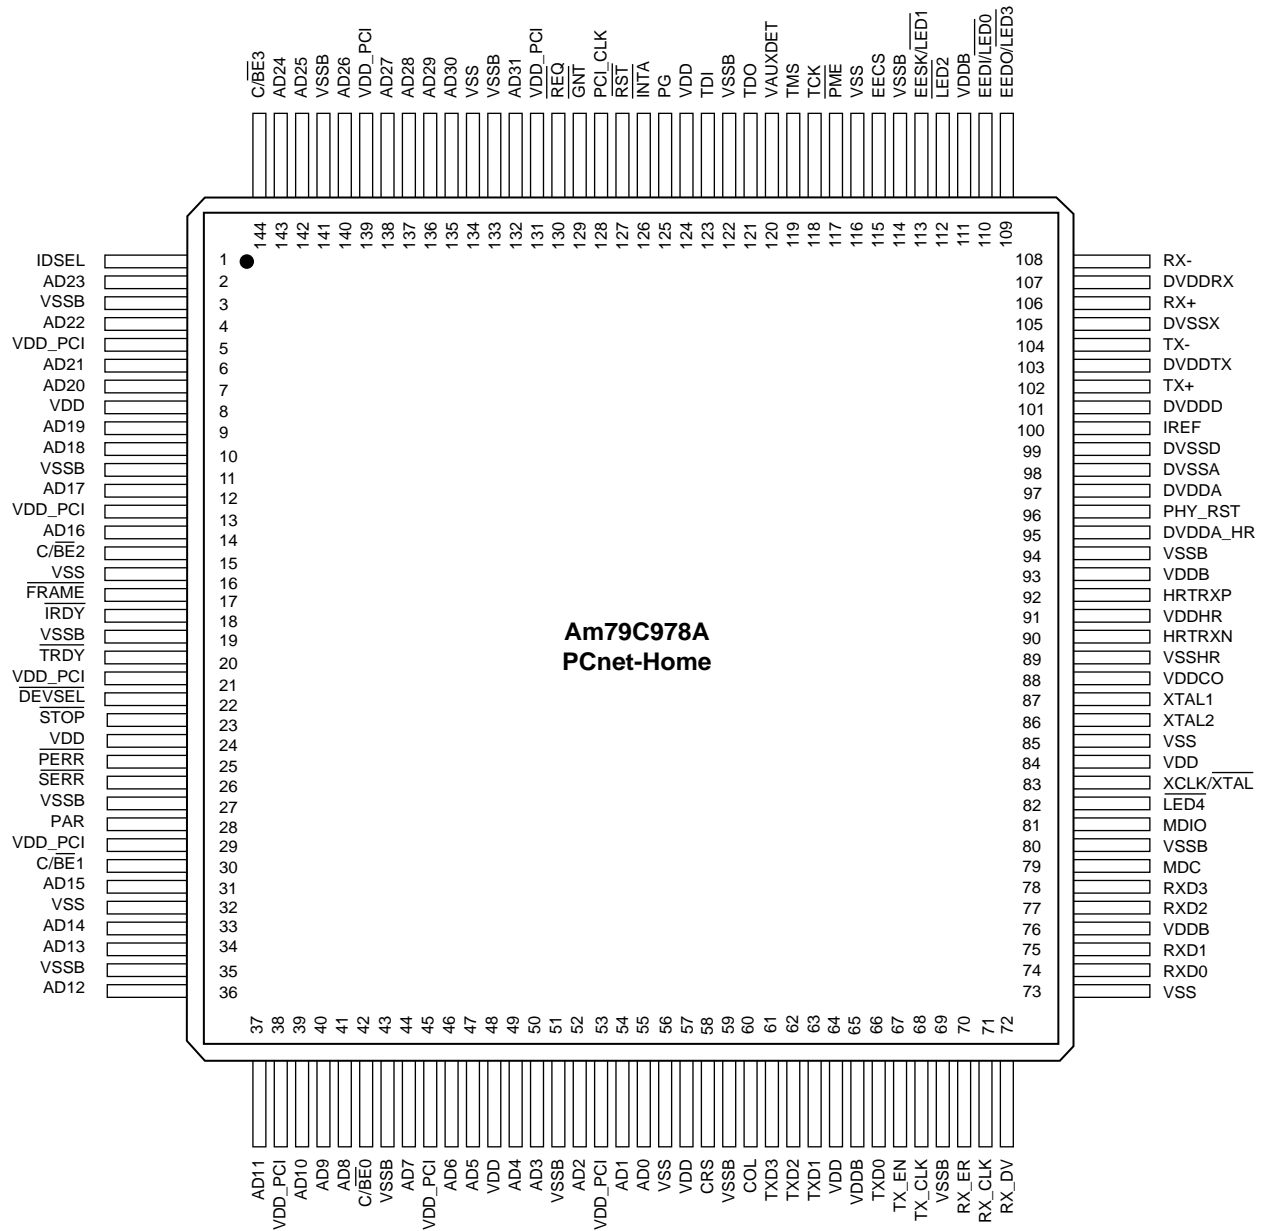 C/BE3
AD24
AD25
VSSB
AD26
VDD_PCI
AD27
AD28
AD29
AD30
VSS
VSSB
AD31
VDD_PCI
REQ
GNT
PCI_CLK
RST
INTA
PG
VDD
TDI
VSSB
TDO
VAUXDET
TMS
TCK
PME
VSS
EECS
VSSB
EESK/LED1
LED2
VDDB
EEDI/LED0
EEDO/LED3
144
143
142
141
140
139
138
137
136
135
134
133
132
131
130
129
128
127
126
125
124
123
122
121
120
119
118
117
116
115
114
113
112
111
110
109
IDSEL 1
AD23 2
VSSB 3
AD22 4
VDD_PCI 5
AD21 6
AD20 7
VDD 8
AD19 9
AD18 10
VSSB 11
AD17 12
VDD_PCI 13
AD16 14
C/BE2 15
VSS 16
FRAME 17
IRDY 18
VSSB 19
TRDY 20
VDD_PCI 21
DEVSEL 22
STOP 23
VDD 24
PERR 25
SERR 26
VSSB 27
PAR 28
VDD_PCI 29
C/BE1 30
AD15 31
VSS 32
AD14 33
AD13 34
VSSB 35
AD12 36
Am79C978A
PCnet-Home
108 RX-
107 DVDDRX
106 RX+
105 DVSSX
104 TX-
103 DVDDTX
102 TX+
101 DVDDD
100 IREF
99 DVSSD
98 DVSSA
97 DVDDA
96 PHY_RST
95 DVDDA_HR
94 VSSB
93 VDDB
92 HRTRXP
91 VDDHR
90 HRTRXN
89 VSSHR
88 VDDCO
87 XTAL1
86 XTAL2
85 VSS
84 VDD
83 XCLK/XTAL
82 LED4
81 MDIO
80 VSSB
79 MDC
78 RXD3
77 RXD2
76 VDDB
75 RXD1
74 RXD0
73 VSS
37
38
39
40
41
42
43
44
45
46
47
48
49
50
51
52
53
54
55
56
57
58
59
60
61
62
63
64
65
66
67
68
69
70
71
72
AD11
VDD_PCI
AD10
AD9
AD8
C/BE0
VSSB
AD7
VDD_PCI
AD6
AD5
VDD
AD4
AD3
VSSB
AD2
VDD_PCI
AD1
AD0
VSS
VDD
CRS
VSSB
COL
TXD3
TXD2
TXD1
VDD
VDDB
TXD0
TX_EN
TX_CLK
VSSB
RX_ER
RX_CLK
RX_DV